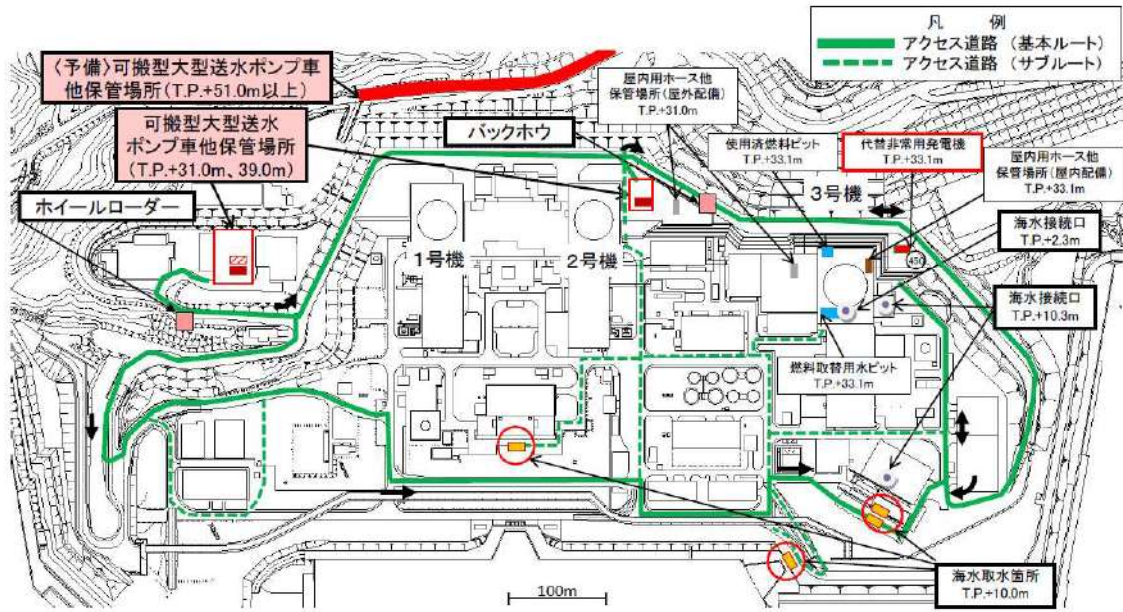 凡 例
アクセス道路(基本ルート)
アクセス道路(サブルート)
〈予備〉可搬型大型送水ポンプ車
他保管場所(T.P.+51.0m以上)
可搬型大型送水
ポンプ車他保管場所
(T.P.+31.0m、39.0m)
ホイールローダー
バックホウ
屋内用ホース他
保管場所(屋外配備)
T.P.+31.0m
使用済燃料ピット
T.P.+33.1m
代替非常用発電機
T.P.+33.1m
屋内用ホース他
保管場所(屋内配備)
T.P.+33.1m
3号機
海水接続口
T.P.+2.3m
450
1号機
2号機
海水接続口
T.P.+10.3m
燃料取替用水ピット
T.P.+33.1m
海水取水箇所
T.P.+10.0m
100m